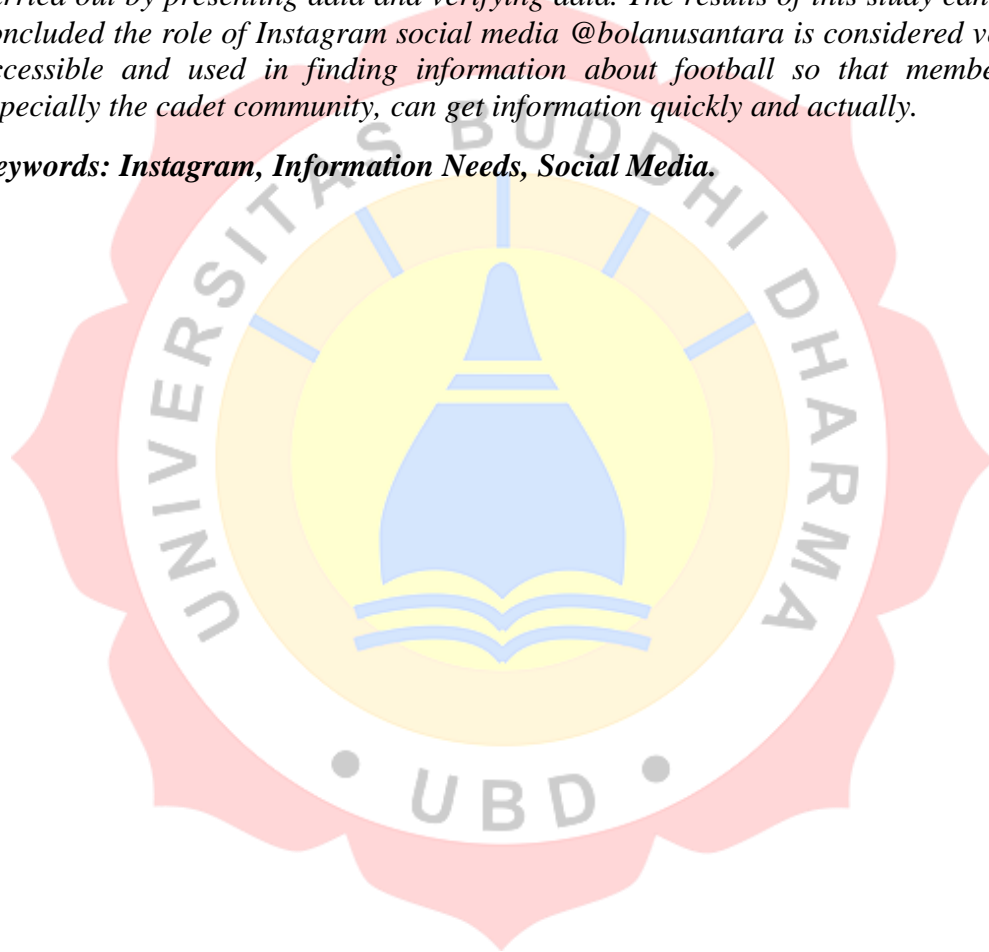 rried out by presenting data and verifying data. The results of this study can
oncluded the role of Instagram social media @bolanusantara is considered v
ccessible and used in finding information about football so that membe
pecially the cadet community, can get information quickly and actually.
eywords: Instagram, Information Needs, Social Media.
UNIVERSITAS BUDDHI DHARMA
• UBD •